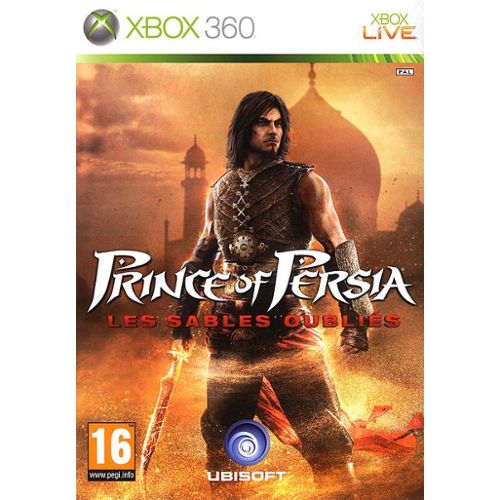 XBOX 360
XBOX
LIVE
PAL
PRINCE OF PERSIA
LES SABLES OUBLIÉS
16
www.pegi.info
UBISOFT